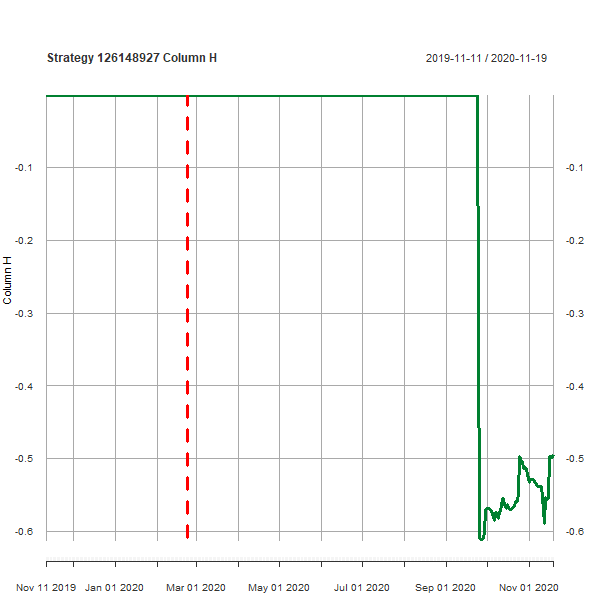 Strategy 126148927 Column H
2019-11-11 / 2020-11-19
-0.1 -0.1
-0.2 -0.2
-0.3 -0.3
-0.4 -0.4
-0.5 -0.5
-0.6 -0.6
Column H
Nov 11 2019 Jan 01 2020 Mar 01 2020 May 01 2020 Jul 01 2020 Sep 01 2020 Nov 01 2020